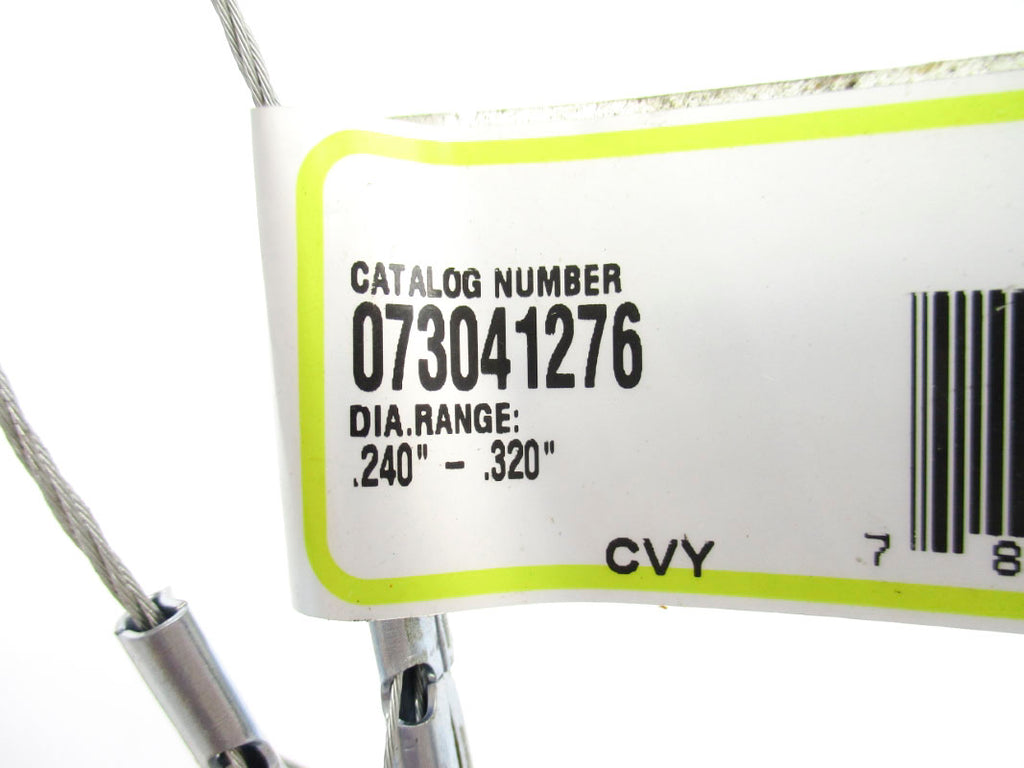 CATALOG NUMBER
073041276
DIA.RANGE:
.240" – .320"
CVY
7 8